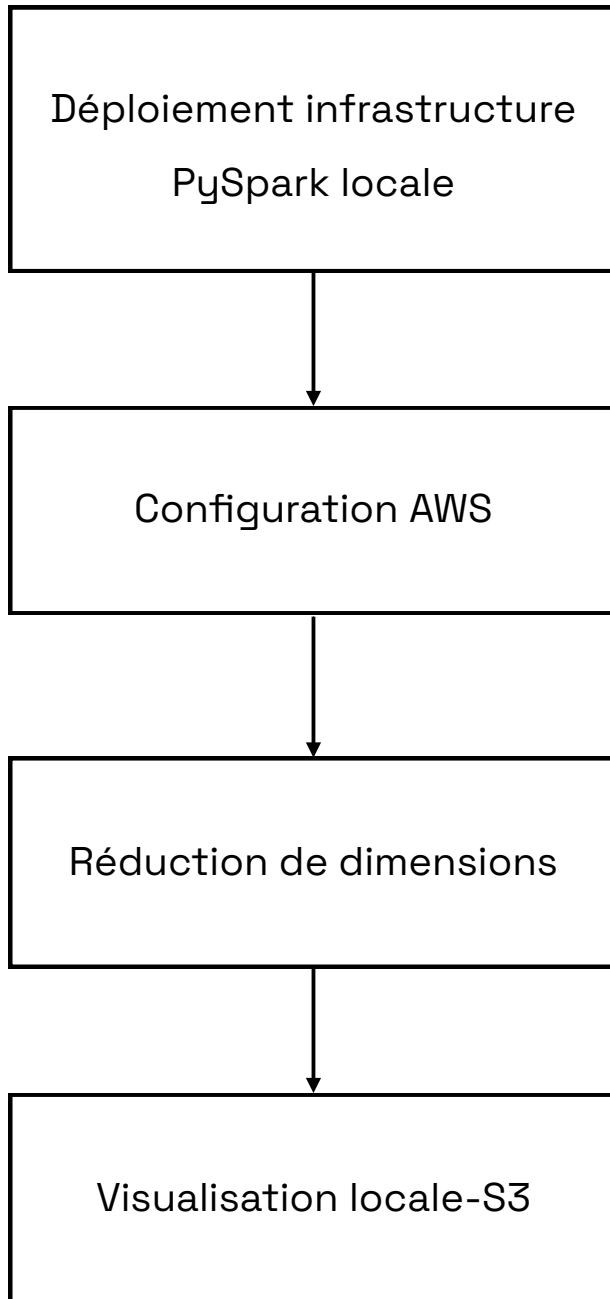 Déploiement infrastructure
PySpark locale
Configuration AWS
Réduction de dimensions
Visualisation locale-S3